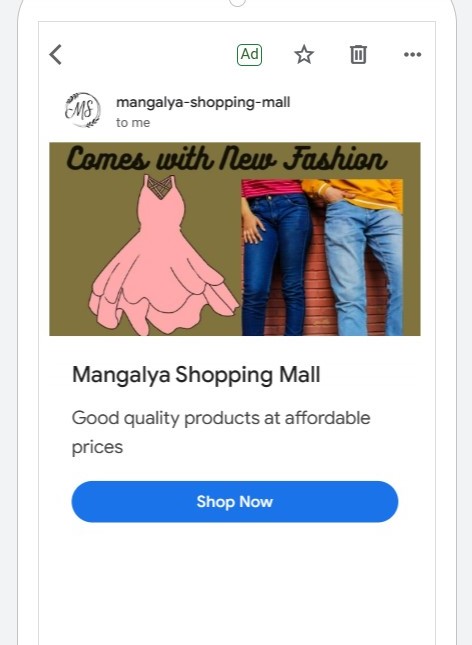 Ad
mangalya-shopping-mall
MS
to me
Comes with New Fashion
Mangalya Shopping Mall
Good quality products at affordable
prices
Shop Now